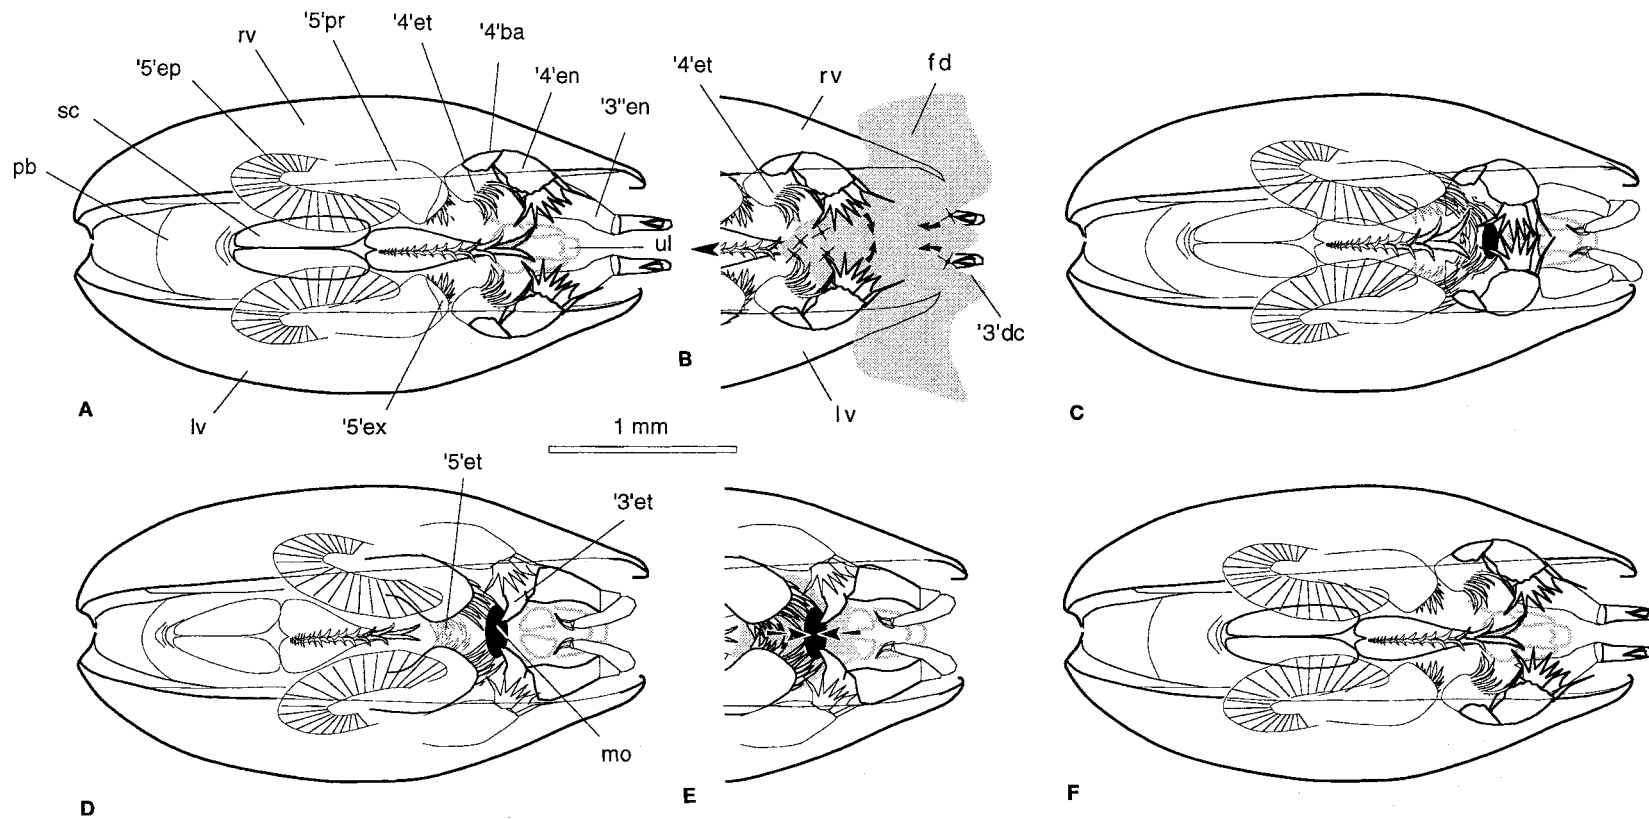 '5'pr
'4'et
rv
'4'ba
'5'ep
'4'en
'3''en
sc
pb
ul
A
lv
'5'ex
'4'et
rv
fd
B
'3'dc
lv
C
1 mm
'5'et
'3'et
mo
D
E
F